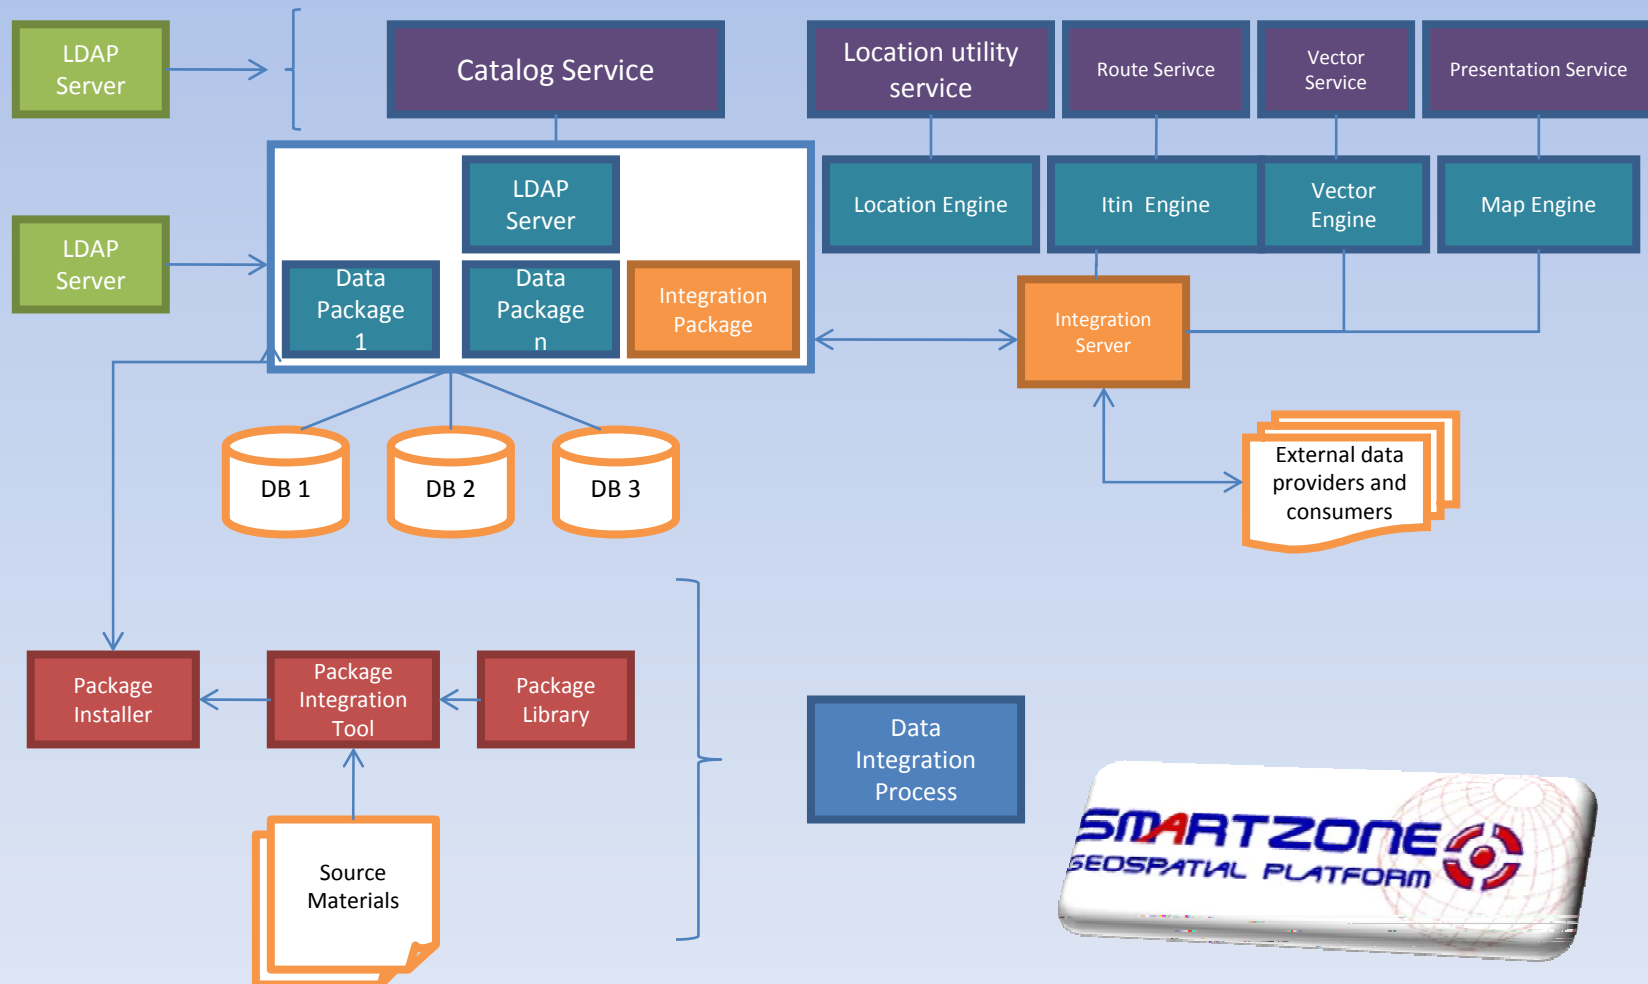 LDAP
Server
Catalog Service
Location utility
service
Route Serivce
Vector
Service
Presentation Service
LDAP
Server
LDAP
Server
Location Engine
Itin  Engine
Vector
Engine
Map Engine
Data
Package
1
Data
Package
n
Integration
Package
Integration
Server
DB 1
DB 2
DB 3
External data
providers and
consumers
Package
Installer
Package
Integration
Tool
Package
Library
Data
Integration
Process
Source
Materials
SMARTZONE
GEOSPATIAL PLATFORM